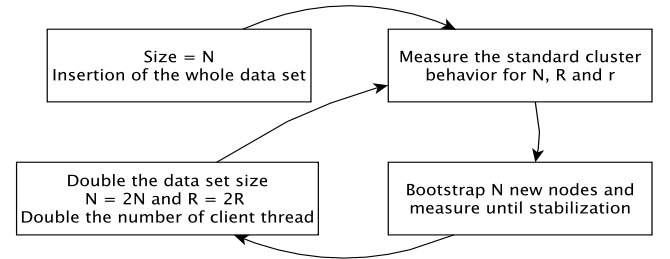 Size = N
Insertion of the whole data set
Measure the standard cluster
behavior for N, R and r
Bootstrap N new nodes and
measure until stabilization
Double the data set size
N = 2N and R = 2R
Double the number of client thread